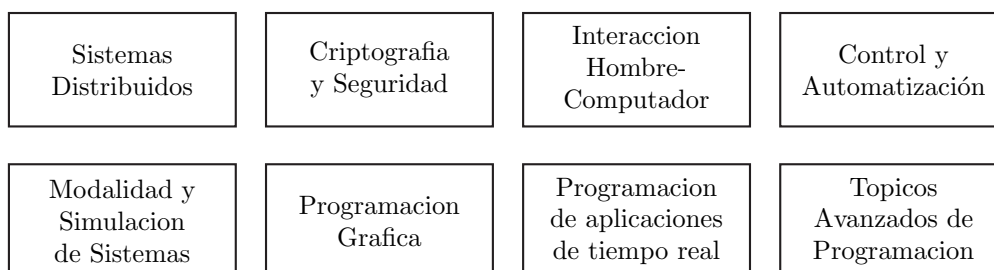 Sistemas
Distribuidos
Criptografia
y Seguridad
Interaccion
Hombre-
Computador
Control y
Automatización
Modalidad y
Simulacion
de Sistemas
Programacion
Grafica
Programacion
de aplicaciones
de tiempo real
Topicos
Avanzados de
Programacion